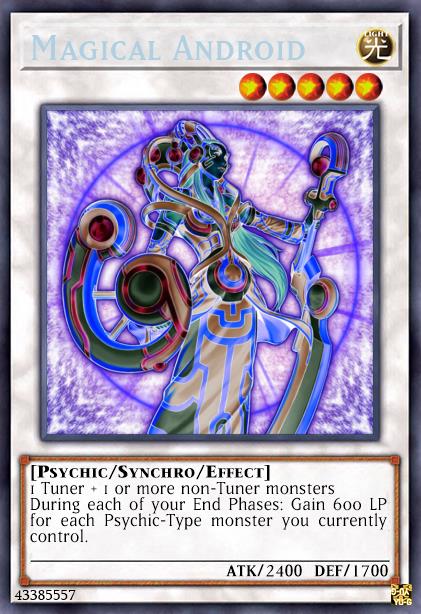 Magical Android
LIGHT
光
[Psychic/Synchro/Effect]
1 Tuner + 1 or more non-Tuner monsters
During each of your End Phases: Gain 600 LP
for each Psychic-Type monster you currently
control.
ATK/2400 DEF/1700
43385557